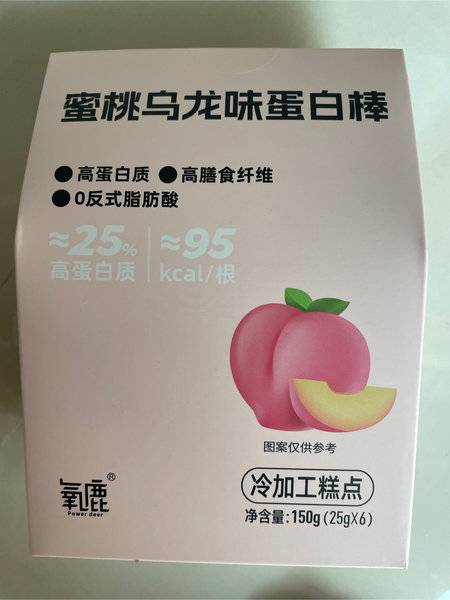 蜜桃乌龙味蛋白棒
●高蛋白质 ●高膳食纤维
●0反式脂肪酸
≈25% ≈95
高蛋白质 kcal/根
图案仅供参考
冷加工糕点
净含量:150g(25gX6)
氧鹿®
Power deer